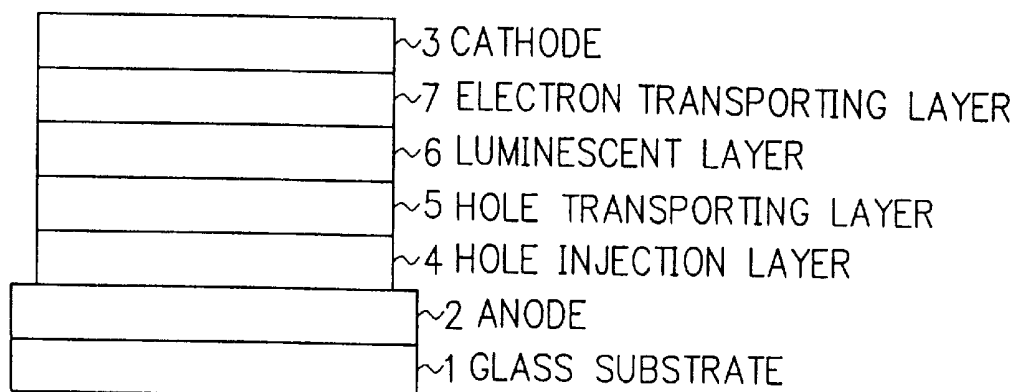 3 CATHODE
7 ELECTRON TRANSPORTING LAYER
6 LUMINESCENT LAYER
5 HOLE TRANSPORTING LAYER
4 HOLE INJECTION LAYER
2 ANODE
1 GLASS SUBSTRATE